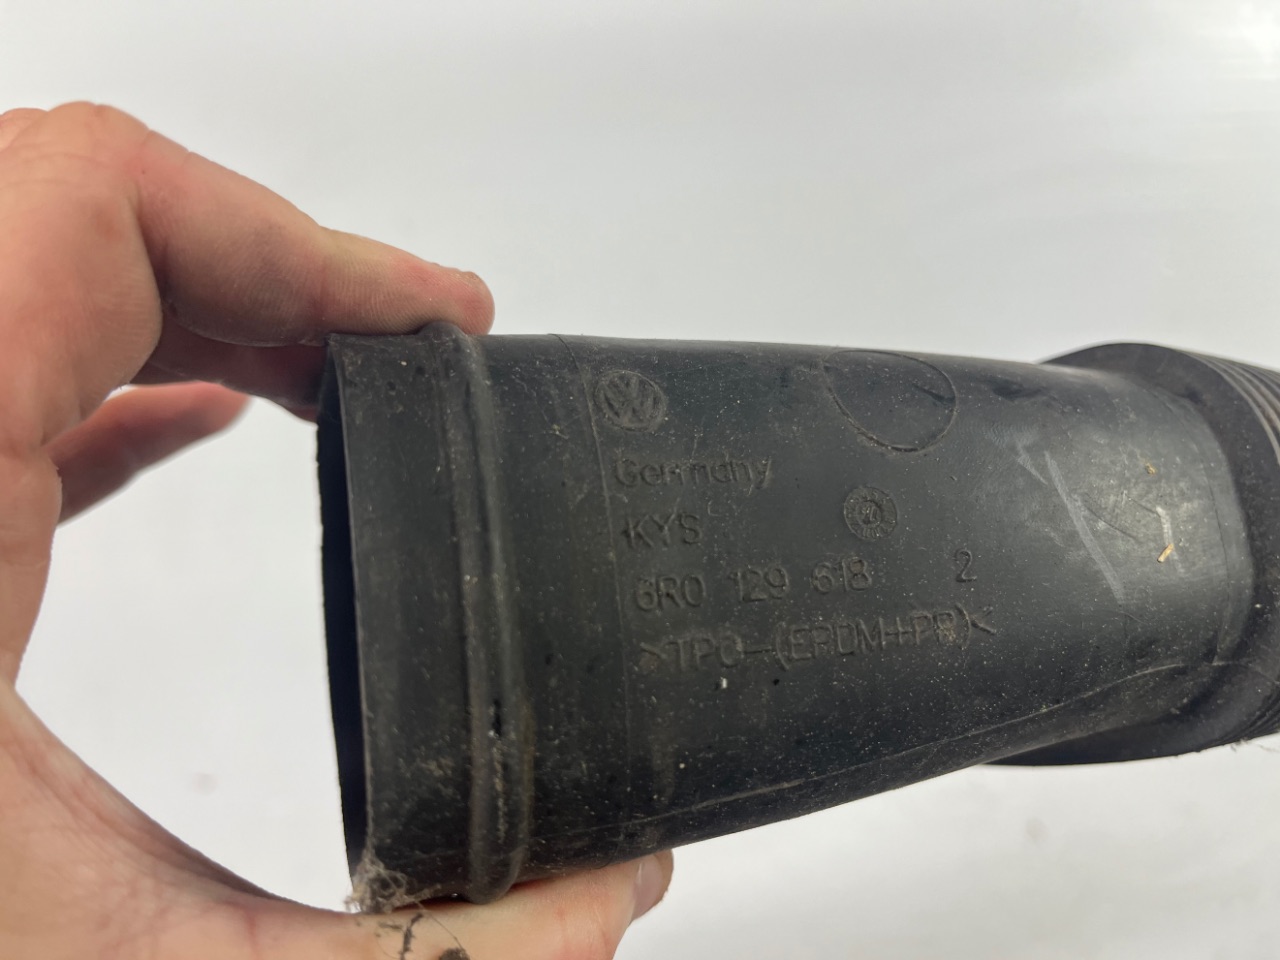 Germany
KYS
6R0 129 618 2
>TPO-(EPDM+PP)<